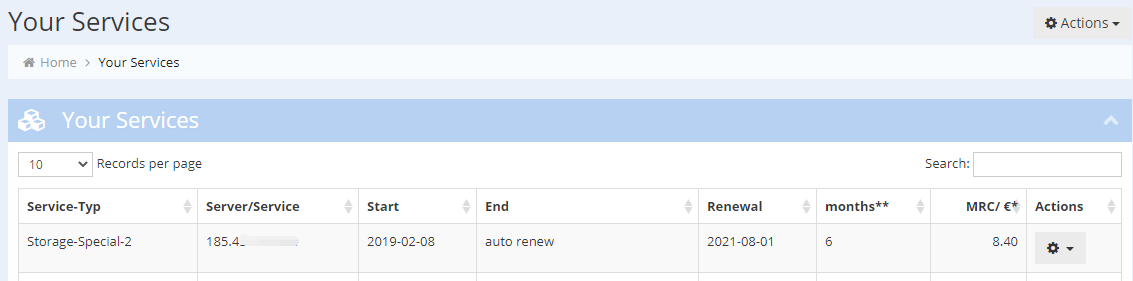 Your Services
Actions
Home > Your Services
Your Services
10 Records per page Search:
Service-Typ Server/Service Start End Renewal months** MRC/ €* Actions
Storage-Special-2 185.4 2019-02-08 auto renew 2021-08-01 6 8.40